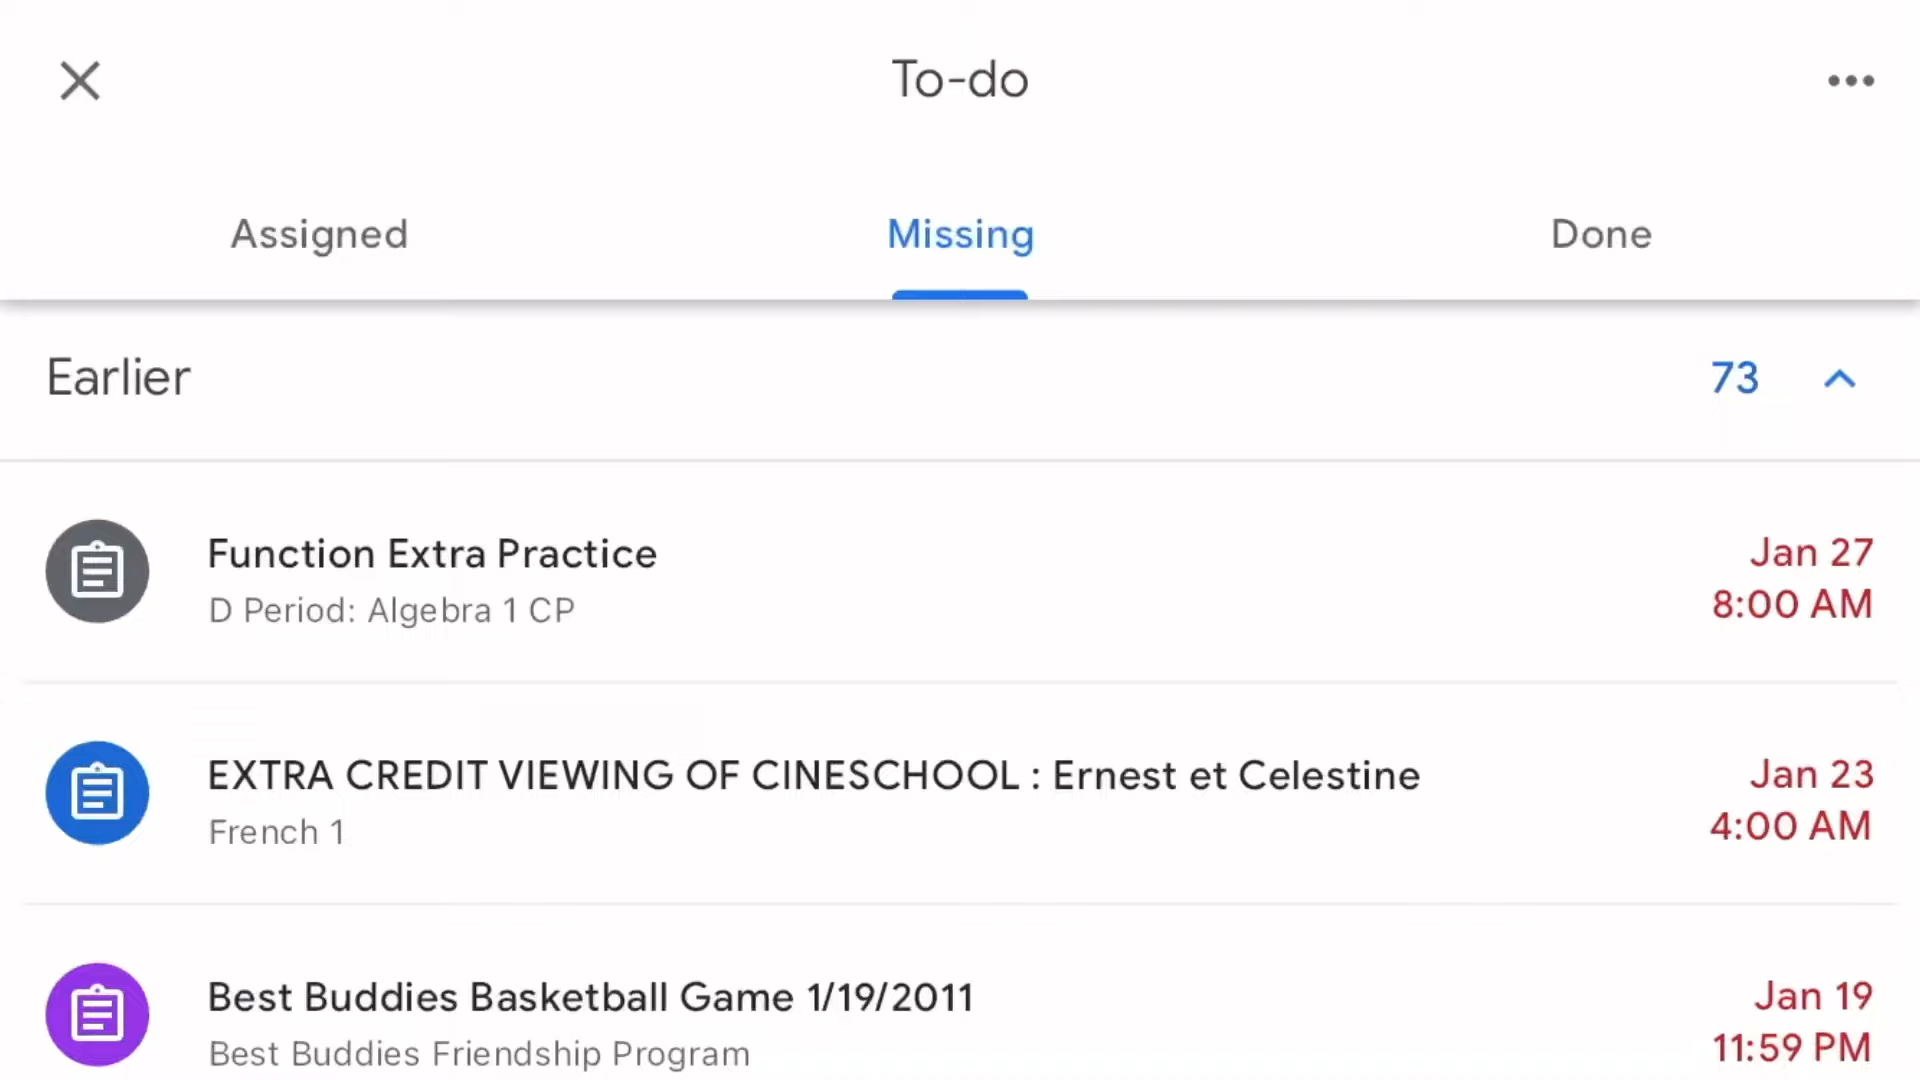 To-do
Assigned
Missing
Done
Earlier
73
Function Extra Practice
Jan 27
D Period: Algebra 1 CP
8:00 AM
EXTRA CREDIT VIEWING OF CINESCHOOL : Ernest et Celestine
Jan 23
French 1
4:00 AM
Best Buddies Basketball Game 1/19/2011
Jan 19
Best Buddies Friendship Program
11:59 PM